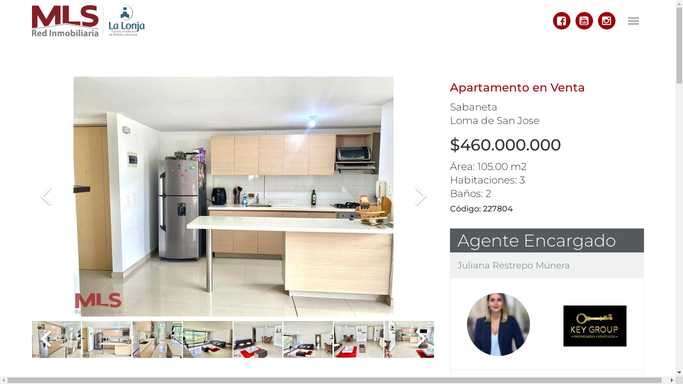 MLS
Red Inmobiliaria
La Lonja
Apartamento en Venta
Sabaneta
Loma de San Jose
$460.000.000
Área: 105.00 m2
Habitaciones: 3
Baños: 2
Código: 227804
Agente Encargado
Juliana Restrepo Múnera
KEY GROUP
MLS